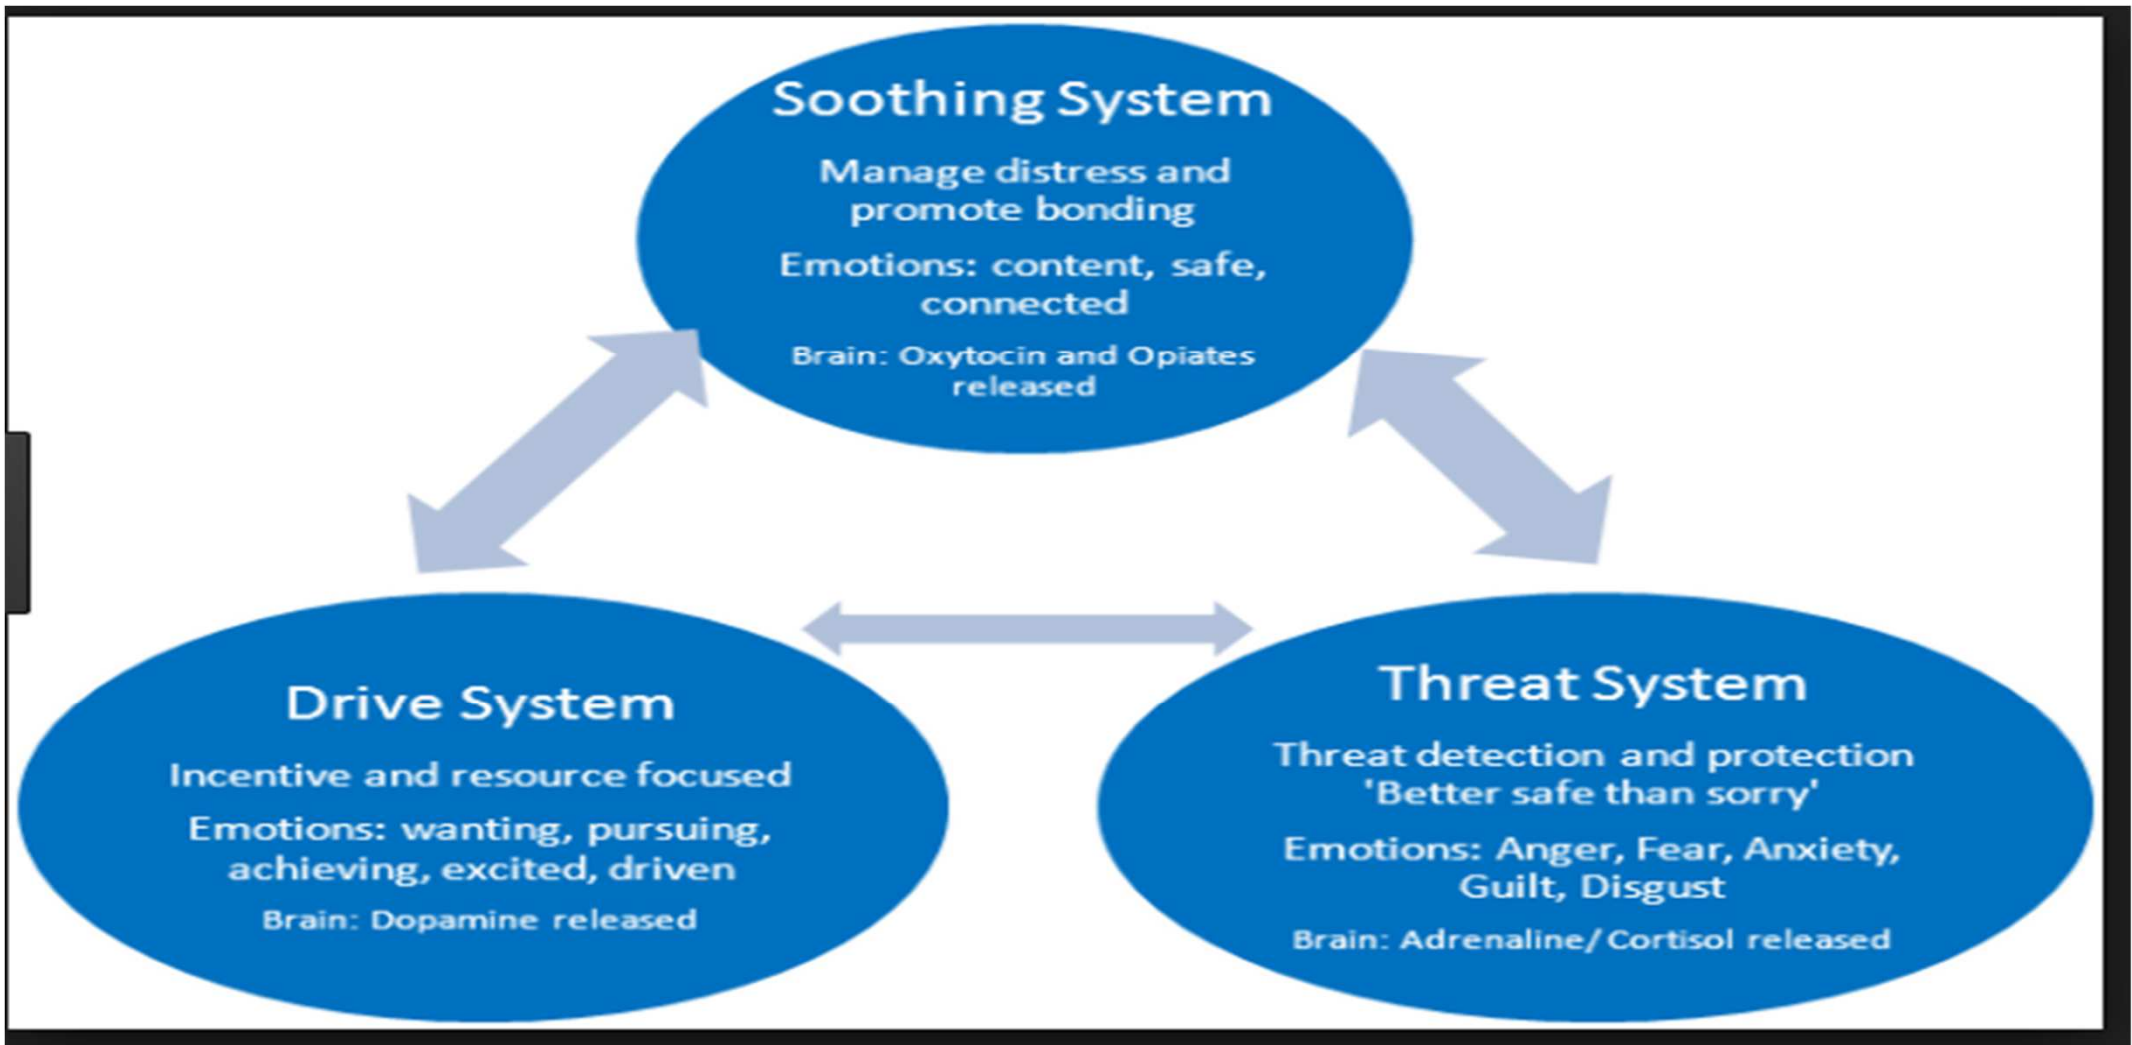 Soothing System
Manage distress and
promote bonding
Emotions: content, safe,
connected
Brain: Oxytocin and Opiates
released
Drive System
Incentive and resource focused
Emotions: wanting, pursuing,
achieving, excited, driven
Brain: Dopamine released
Threat System
Threat detection and protection
'Better safe than sorry'
Emotions: Anger, Fear, Anxiety,
Guilt, Disgust
Brain: Adrenaline/Cortisol released